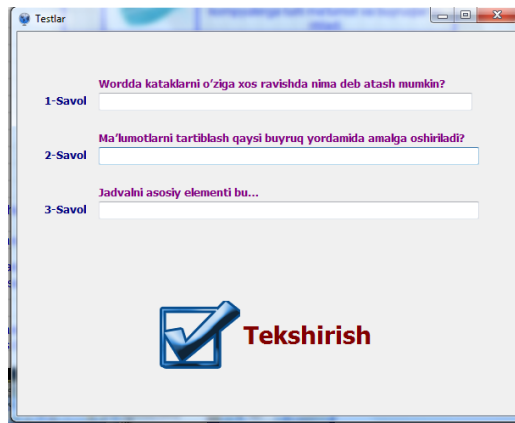 Testlar
Wordda kataklarni o‘ziga xos ravishda nima deb atash mumkin?
1-Savol
Ma’lumotlarni tartiblash qaysi buyruq yordamida amalga oshiriladi?
2-Savol
Jadvalni asosiy elementi bu...
3-Savol
Tekshirish